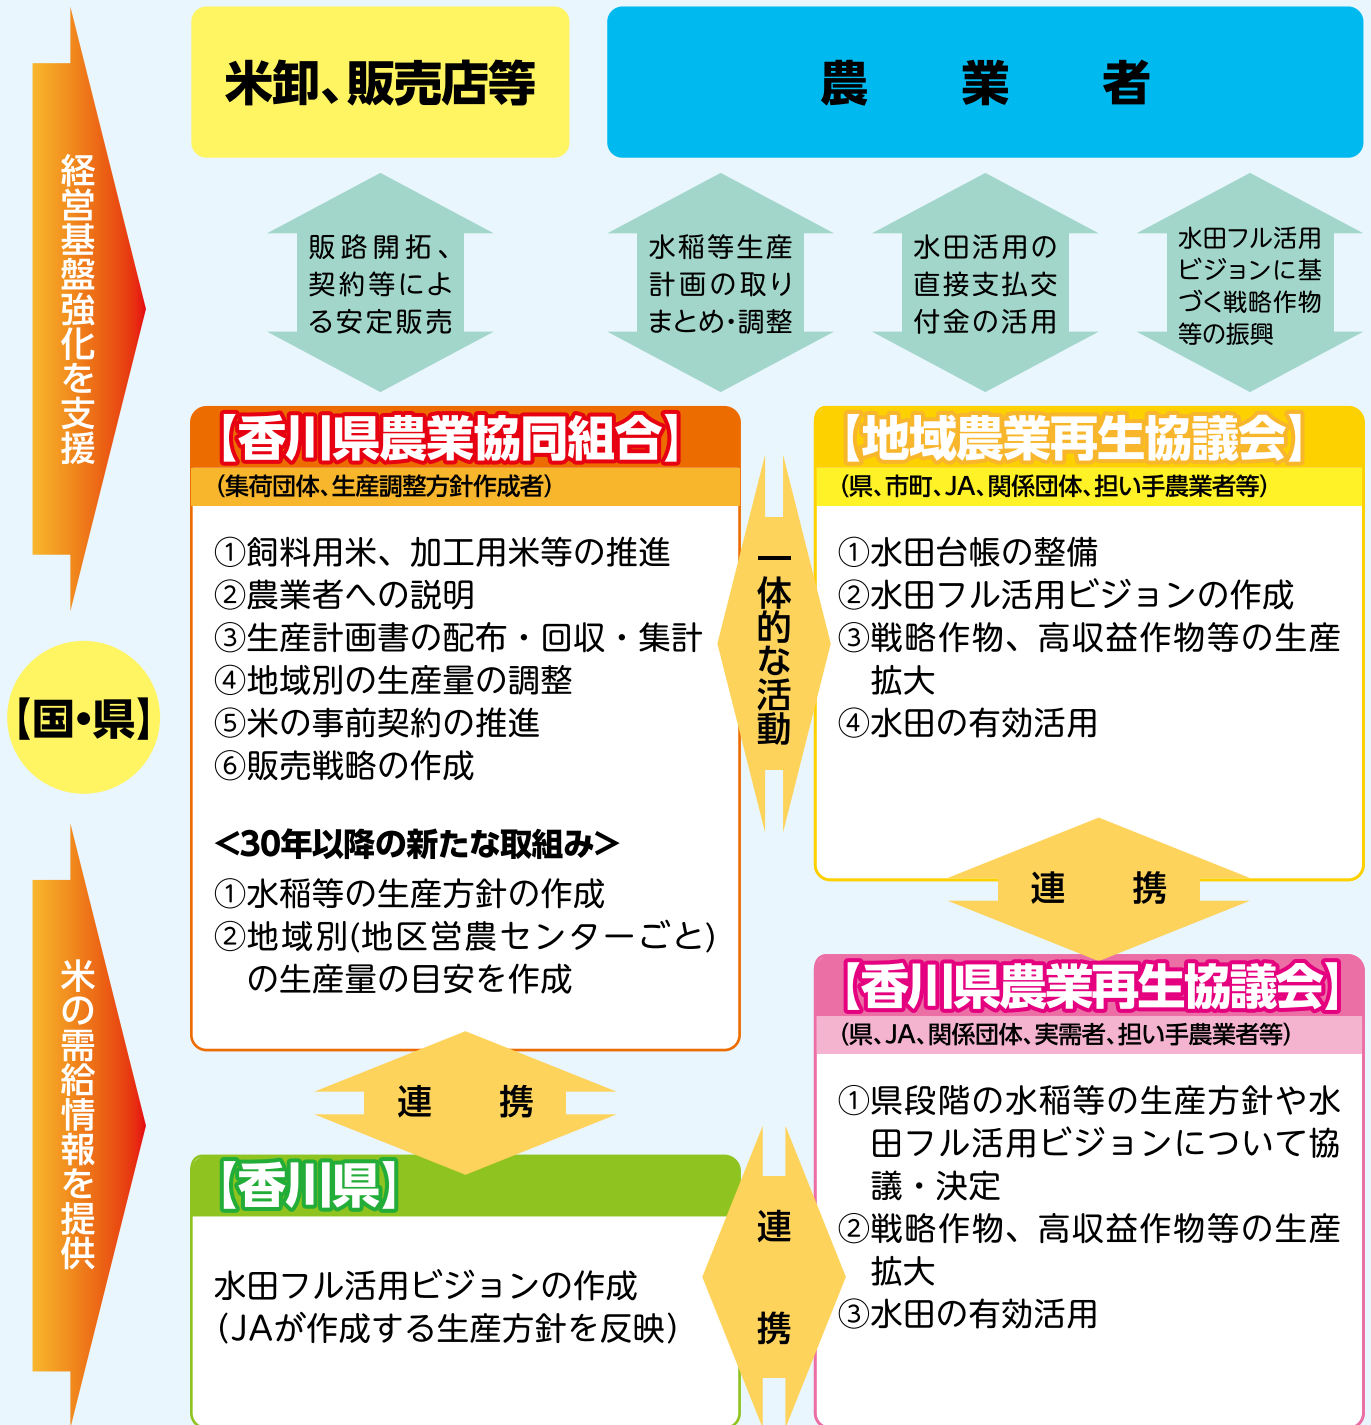 米卸、販売店等
農業者
経営基盤強化を支援
販路開拓、
契約等によ
る安定販売
水稲等生産
計画の取り
まとめ・調整
水田活用の
直接支払交
付金の活用
水田フル活用
ビジョンに基
づく戦略作物
等の振興
【香川県農業協同組合】
（集荷団体、生産調整方針作成者）
①飼料用米、加工用米等の推進
②農業者への説明
③生産計画書の配布・回収・集計
④地域別の生産量の調整
⑤米の事前契約の推進
⑥販売戦略の作成
<30年以降の新たな取組み>
①水稲等の生産方針の作成
②地域別(地区営農センターごと)
の生産量の目安を作成
一体的な活動
【地域農業再生協議会】
（県、市町、JA、関係団体、担い手農業者等）
①水田台帳の整備
②水田フル活用ビジョンの作成
③戦略作物、高収益作物等の生産
拡大
④水田の有効活用
【国・県】
連携
連携
米の需給情報を提供
【香川県】
水田フル活用ビジョンの作成
（JAが作成する生産方針を反映）
連携
【香川県農業再生協議会】
（県、JA、関係団体、実需者、担い手農業者等）
①県段階の水稲等の生産方針や水
田フル活用ビジョンについて協
議・決定
②戦略作物、高収益作物等の生産
拡大
③水田の有効活用